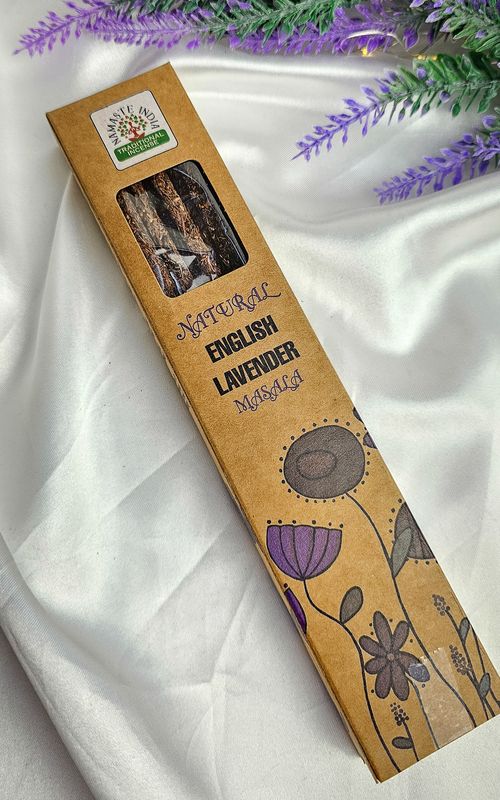 NAMASTE INDIA
TRADITIONAL
INCENSE
NATURAL
ENGLISH
LAVENDER
MASALA